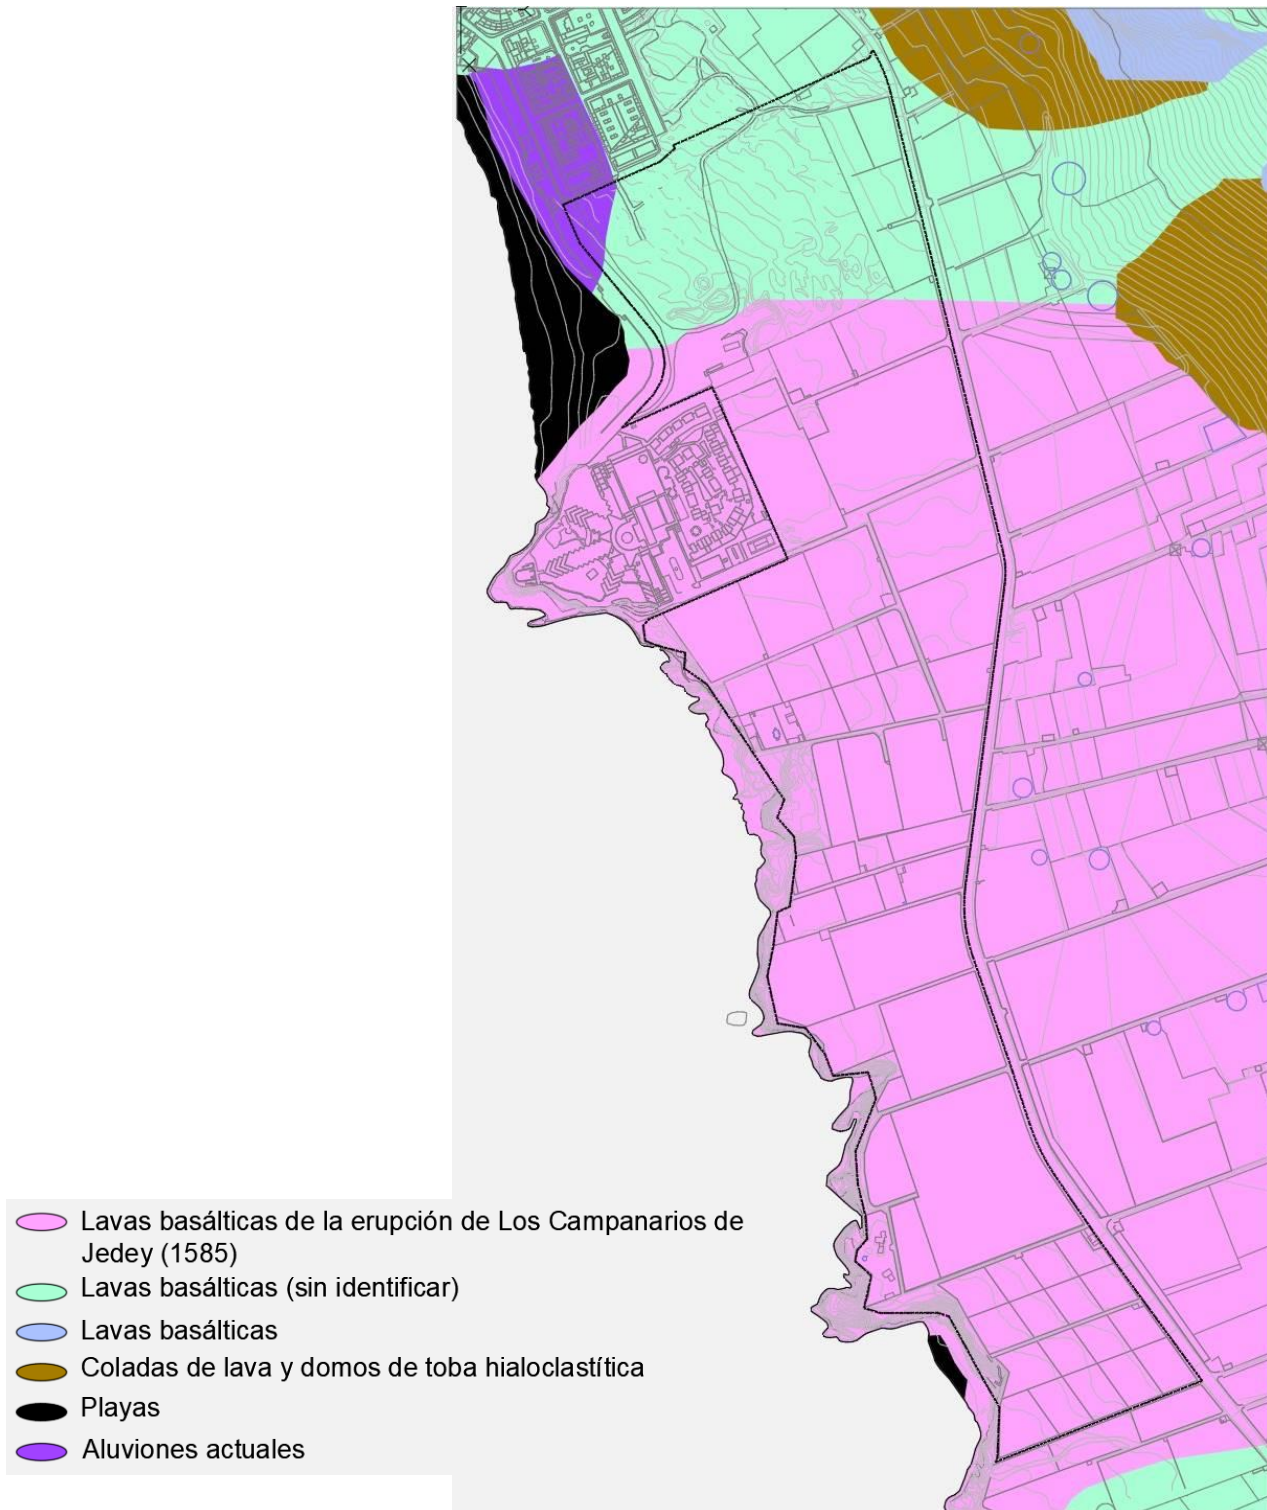 Lavas basálticas de la erupción de Los Campanarios de
Jedey (1585)
Lavas basálticas (sin identificar)
Lavas basálticas
Coladas de lava y domos de toba hialoclastítica
Playas
Aluviones actuales